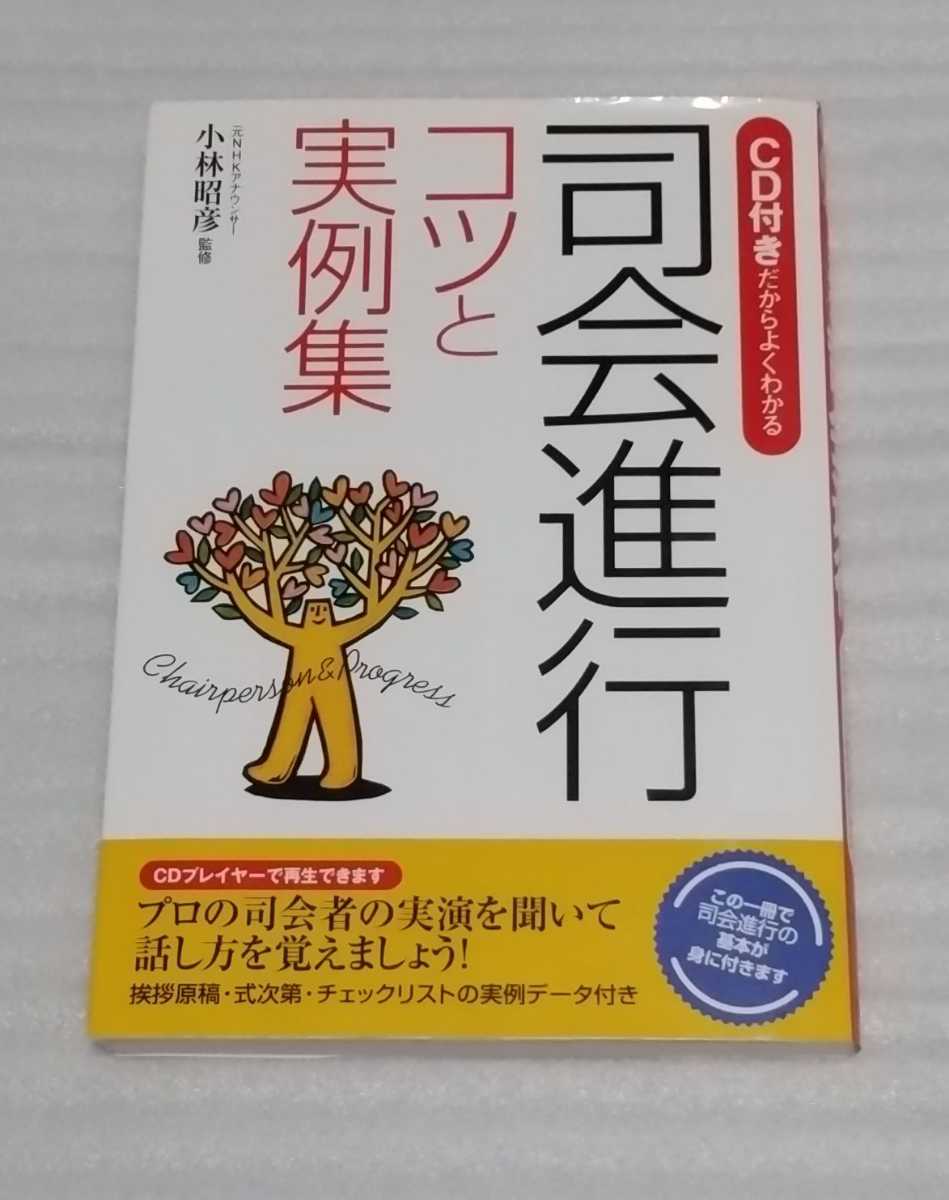 CD付きだからよくわかる
司会進行
コツと
実例集
元NHKアナウンサー
小林昭彦 監修
Chairperson & Progress
CDプレイヤーで再生できます
プロの司会者の実演を聞いて
話し方を覚えましょう!
挨拶原稿・式次第・チェックリストの実例データ付き
この一冊で
司会進行の
基本が
身に付きます